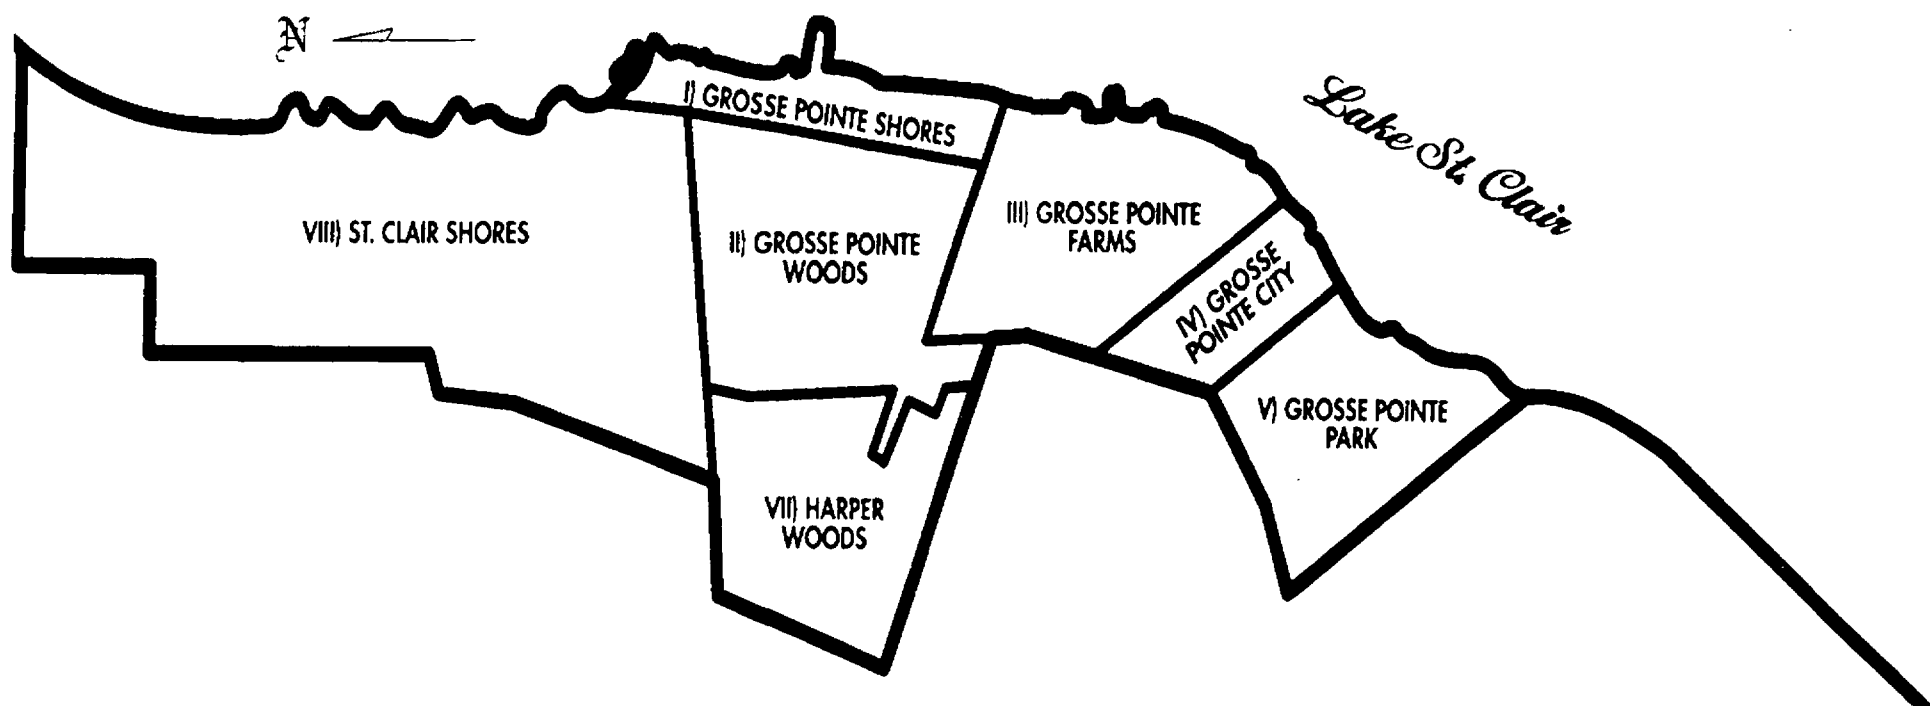 N
I) GROSSE POINTE SHORES
Lake St. Clair
VIII) ST. CLAIR SHORES
II) GROSSE POINTE
WOODS
III) GROSSE POINTE
FARMS
IV) GROSSE
POINTE CITY
V) GROSSE POINTE
PARK
VII) HARPER
WOODS